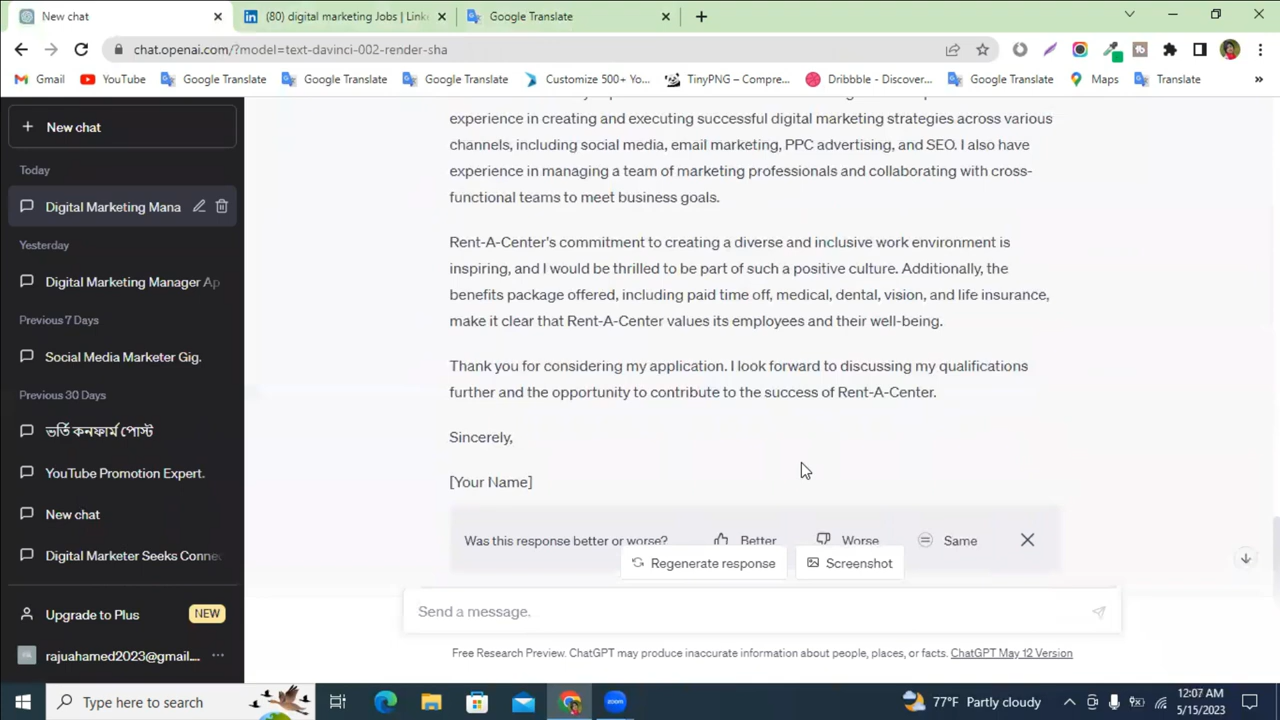 New chat
(80) digital marketing Jobs | Linke
Google Translate
chat.openai.com/?model=text-davinci-002-render-sha
Gmail
YouTube
Google Translate
Google Translate
Google Translate
Customize 500+ Yo...
TinyPNG – Compre...
Dribbble - Discover...
Google Translate
Maps
Translate
New chat
Today
Digital Marketing Mana
Yesterday
Digital Marketing Manager Ap
Previous 7 Days
Social Media Marketer Gig.
Previous 30 Days
ভর্তি কনফার্ম পোস্ট
YouTube Promotion Expert.
New chat
Digital Marketer Seeks Connec
Upgrade to Plus
NEW
rajuahamed2023@gmail....
experience in creating and executing successful digital marketing strategies across various
channels, including social media, email marketing, PPC advertising, and SEO. I also have
experience in managing a team of marketing professionals and collaborating with cross-
functional teams to meet business goals.
Rent-A-Center's commitment to creating a diverse and inclusive work environment is
inspiring, and I would be thrilled to be part of such a positive culture. Additionally, the
benefits package offered, including paid time off, medical, dental, vision, and life insurance,
make it clear that Rent-A-Center values its employees and their well-being.
Thank you for considering my application. I look forward to discussing my qualifications
further and the opportunity to contribute to the success of Rent-A-Center.
Sincerely,
[Your Name]
Was this response better or worse?
Better
Worse
Same
Regenerate response
Screenshot
Send a message.
Free Research Preview. ChatGPT may produce inaccurate information about people, places, or facts. ChatGPT May 12 Version
Type here to search
zoom
77°F Partly cloudy
12:07 AM
5/15/2023